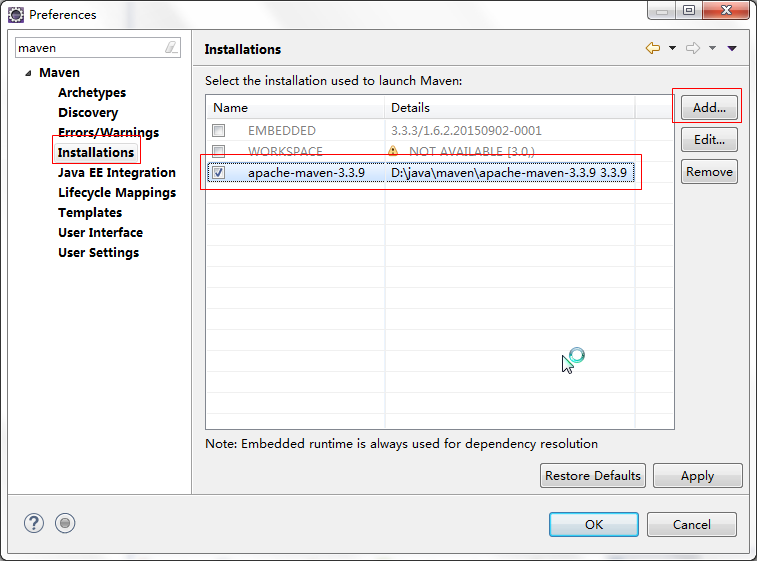 Preferences
maven
Maven
Archetypes
Discovery
Errors/Warnings
Installations
Java EE Integration
Lifecycle Mappings
Templates
User Interface
User Settings
Installations
Select the installation used to launch Maven:
Name Details
EMBEDDED 3.3.3/1.6.2.20150902-0001
WORKSPACE NOT AVAILABLE [3.0,)
apache-maven-3.3.9 D:\java\maven\apache-maven-3.3.9 3.3.9
Add...
Edit...
Remove
Note: Embedded runtime is always used for dependency resolution
Restore Defaults Apply
? OK Cancel